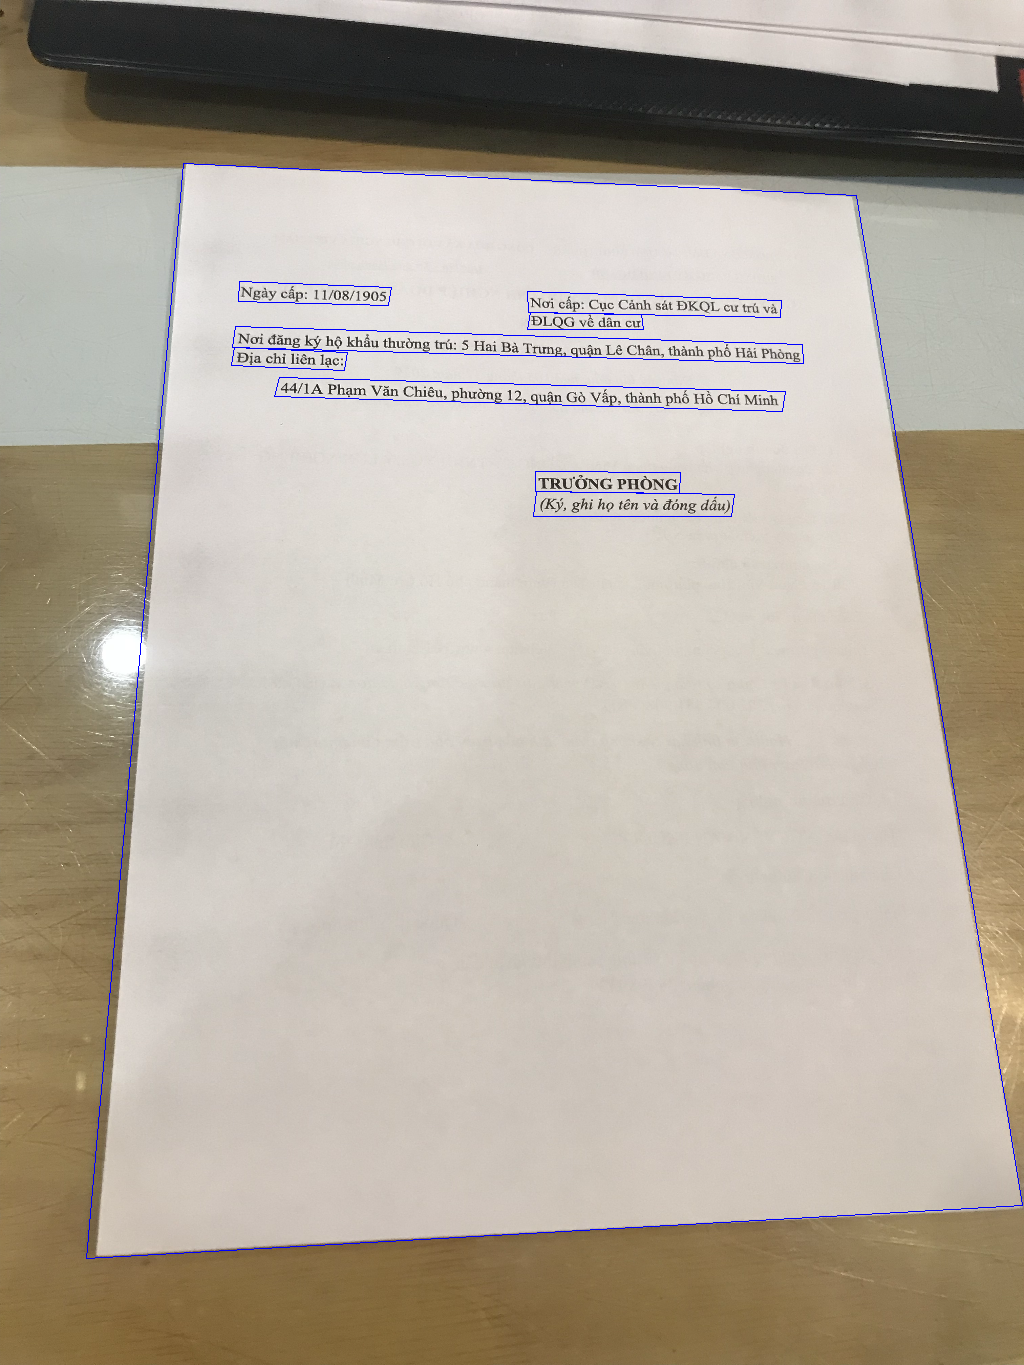 Ngày cấp: 11/08/1905
Nơi cấp: Cục Cảnh sát ĐKQL cư trú và
ĐLQG về dân cư
Nơi đăng ký hộ khẩu thường trú: 5 Hai Bà Trưng, quận Lê Chân, thành phố Hải Phòng
Địa chỉ liên lạc:
44/1A Phạm Văn Chiêu, phường 12, quận Gò Vấp, thành phố Hồ Chí Minh
TRƯỞNG PHÒNG
(Ký, ghi họ tên và đóng dấu)